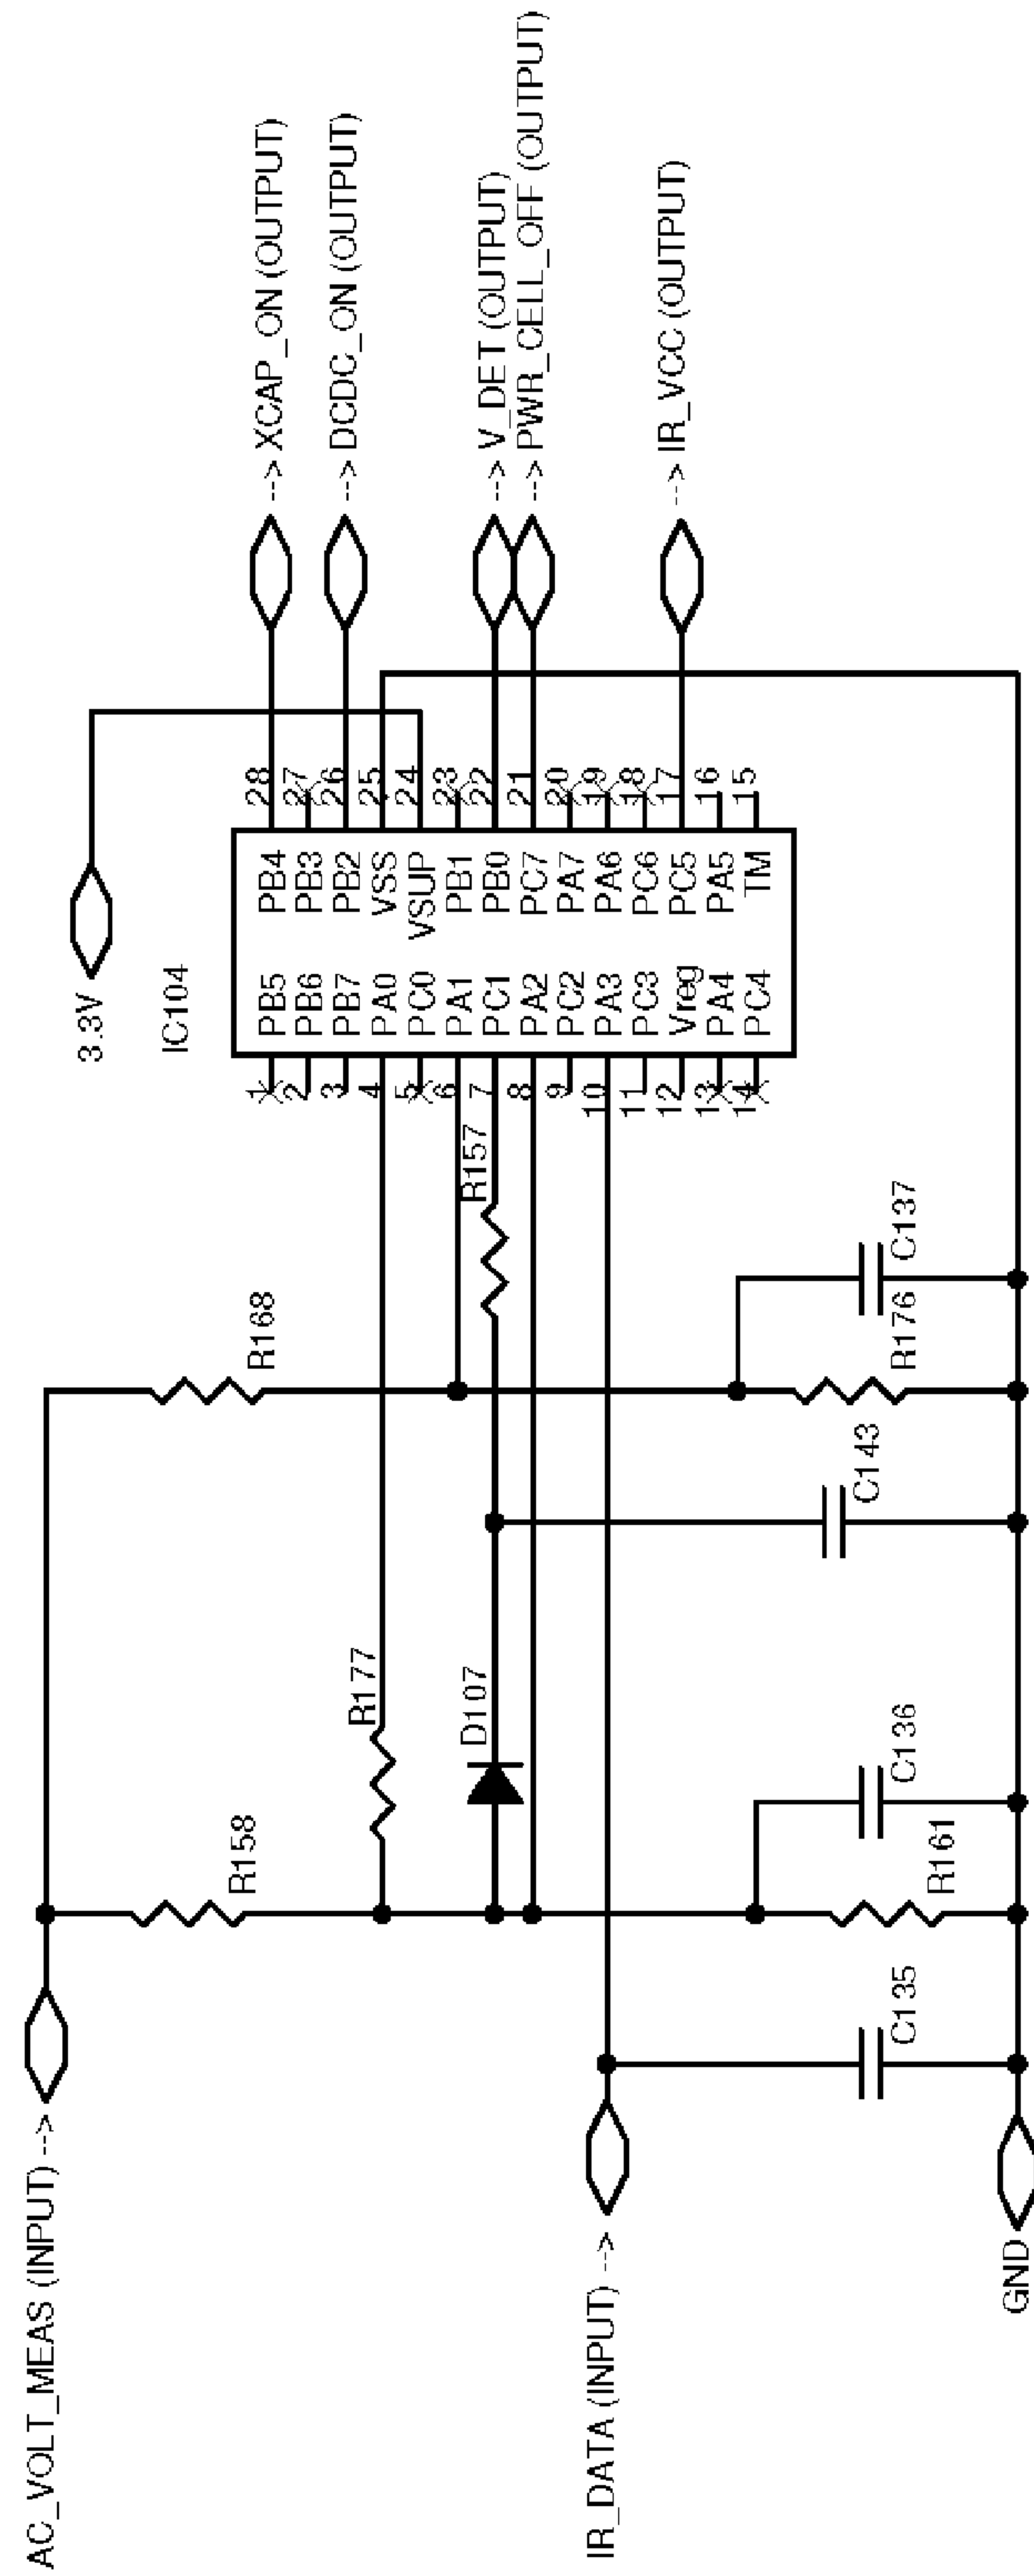 AC_VOLT_MEAS (INPUT) -->
3.3V
IC104
R158
R168
R177
D107
R157
1 PB5 PB4 28 --> XCAP_ON (OUTPUT)
2 PB6 PB3 27
3 PB7 PB2 26 --> DCDC_ON (OUTPUT)
4 PA0 VSS 25
5 PC0 VSUP 24
6 PA1 PB1 23
7 PC1 PB0 22 --> V_DET (OUTPUT)
8 PA2 PC7 21 --> PWR_CELL_OFF (OUTPUT)
9 PC2 PA7 20
10 PA3 PA6 19
11 PC3 PC6 18
12 Vreg PC5 17 --> IR_VCC (OUTPUT)
13 PA4 PA5 16
14 PC4 TM 15
IR_DATA (INPUT) -->
C135
R161
C136
C143
R176
C137
GND